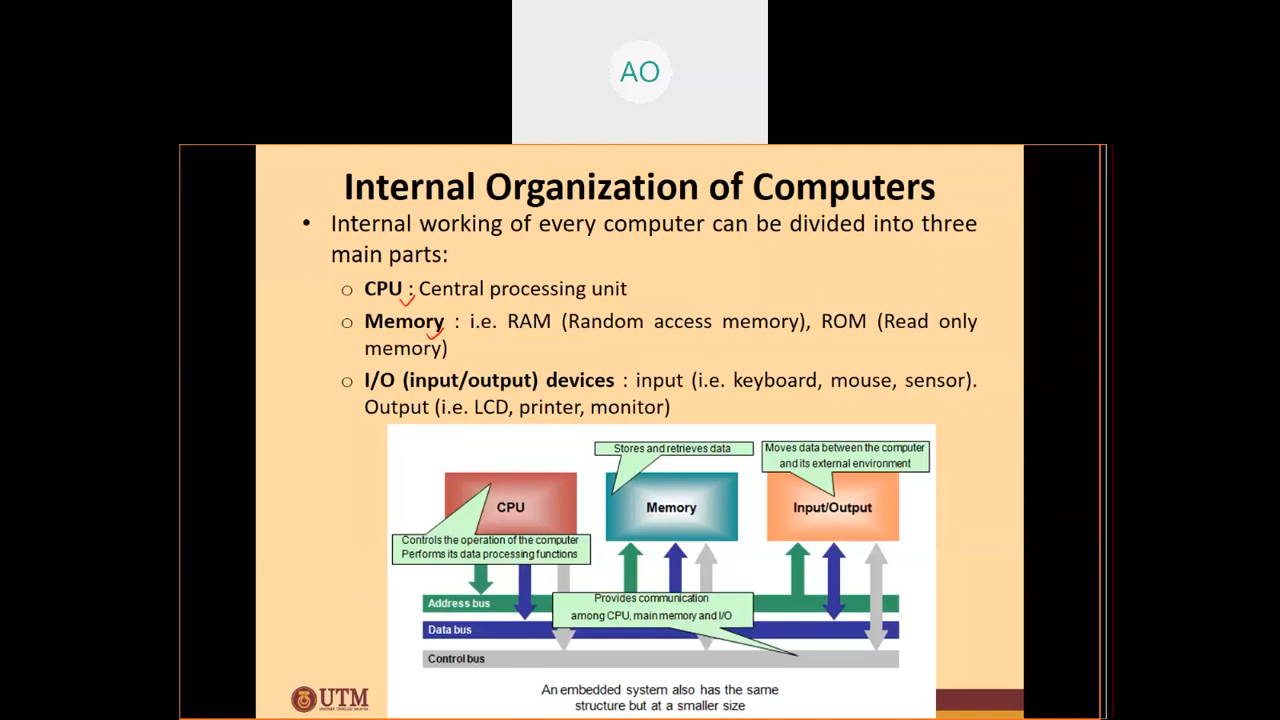 AO
Internal Organization of Computers
• Internal working of every computer can be divided into three
main parts:
o CPU : Central processing unit
o Memory : i.e. RAM (Random access memory), ROM (Read only
memory)
o I/O (input/output) devices : input (i.e. keyboard, mouse, sensor).
Output (i.e. LCD, printer, monitor)
Stores and retrieves data
Moves data between the computer
and its external environment
CPU
Memory
Input/Output
Controls the operation of the computer
Performs its data processing functions
Provides communication
among CPU, main memory and I/O
Address bus
Data bus
Control bus
An embedded system also has the same
structure but at a smaller size
UTM